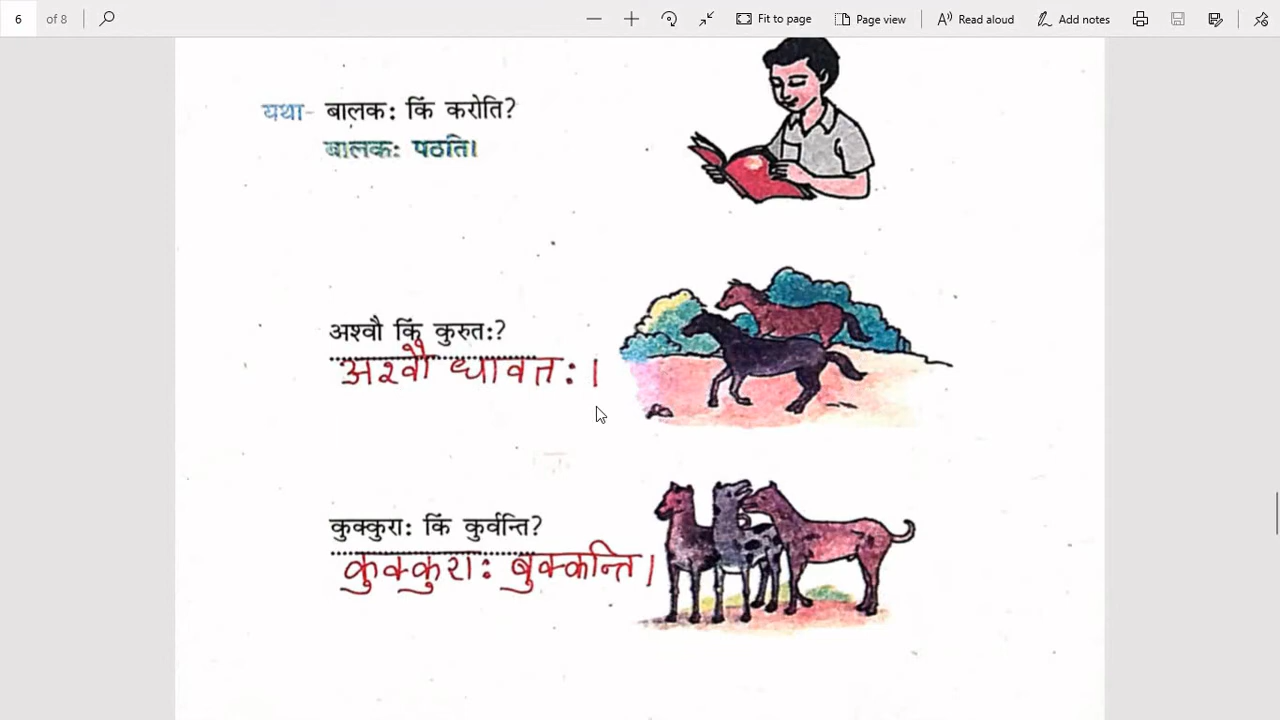 6 of 8 Fit to page Page view Read aloud Add notes
यथा- बालक: किं करोति?
बालक: पठति।
अश्वौ किं कुरुत:?
अश्वौ धावत: ।
कुक्कुरा: किं कुर्वन्ति?
कुक्कुरा: बुक्कन्ति।